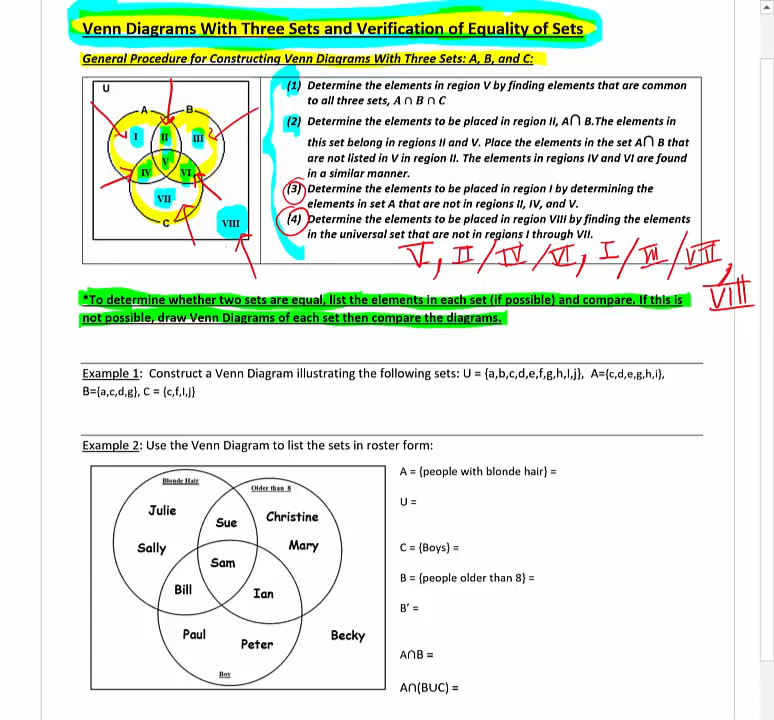 Venn Diagrams With Three Sets and Verification of Equality of Sets
General Procedure for Constructing Venn Diagrams With Three Sets: A, B, and C:
U
A
B
I
II
III
V
IV
VI
VII
C
VIII
(1) Determine the elements in region V by finding elements that are common
to all three sets, A ∩ B ∩ C
(2) Determine the elements to be placed in region II, A∩ B.The elements in
this set belong in regions II and V. Place the elements in the set A∩ B that
are not listed in V in region II. The elements in regions IV and VI are found
in a similar manner.
(3) Determine the elements to be placed in region I by determining the
elements in set A that are not in regions II, IV, and V.
(4) Determine the elements to be placed in region VIII by finding the elements
in the universal set that are not in regions I through VII.
V, II/IV/VI, I/III/VII,
VIII
*To determine whether two sets are equal, list the elements in each set (if possible) and compare. If this is
not possible, draw Venn Diagrams of each set then compare the diagrams.
Example 1: Construct a Venn Diagram illustrating the following sets: U = {a,b,c,d,e,f,g,h,I,j}, A={c,d,e,g,h,i},
B={a,c,d,g}, C = {c,f,I,j}
Example 2: Use the Venn Diagram to list the sets in roster form:
Blonde Hair
Older than 8
Julie
Sue
Christine
Sally
Mary
Sam
Bill
Ian
Paul
Peter
Becky
Boy
A = {people with blonde hair} =
U =
C = {Boys} =
B = {people older than 8} =
B' =
A∩B =
A∩(BUC) =